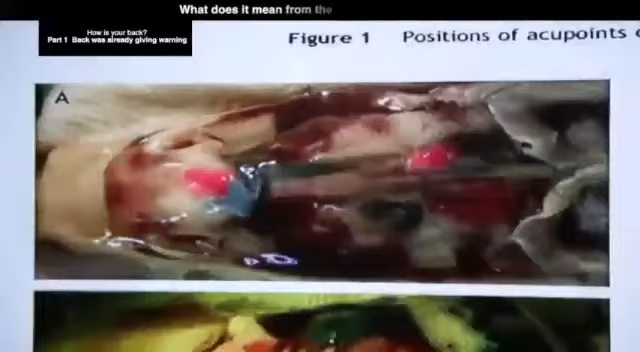 What does it mean from the
How is your back?
Part 1 Back was already giving warning
Figure 1 Positions of acupoints
A